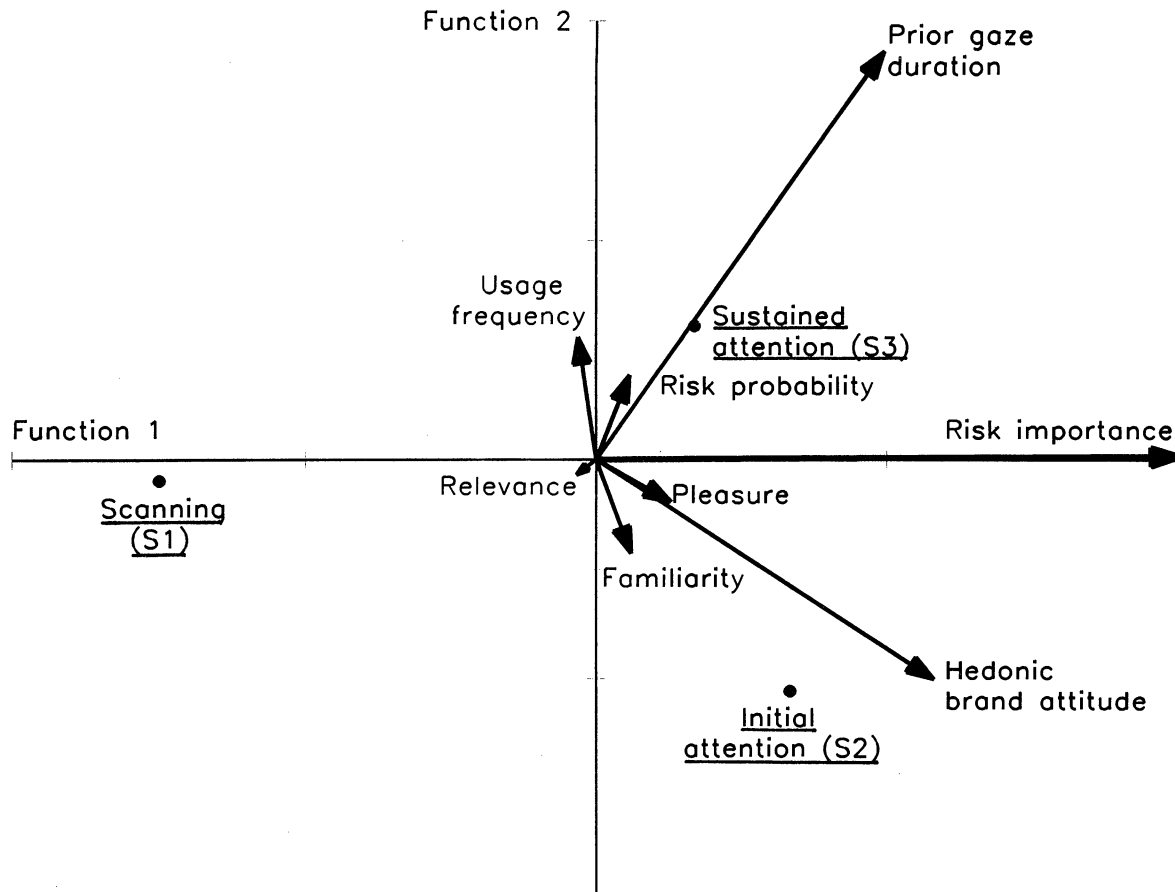 Function 2
Prior gaze
duration
Usage
frequency
Sustained
attention (S3)
Risk probability
Function 1
Risk importance
Relevance
Pleasure
Scanning
(S1)
Familiarity
Hedonic
brand attitude
Initial
attention (S2)